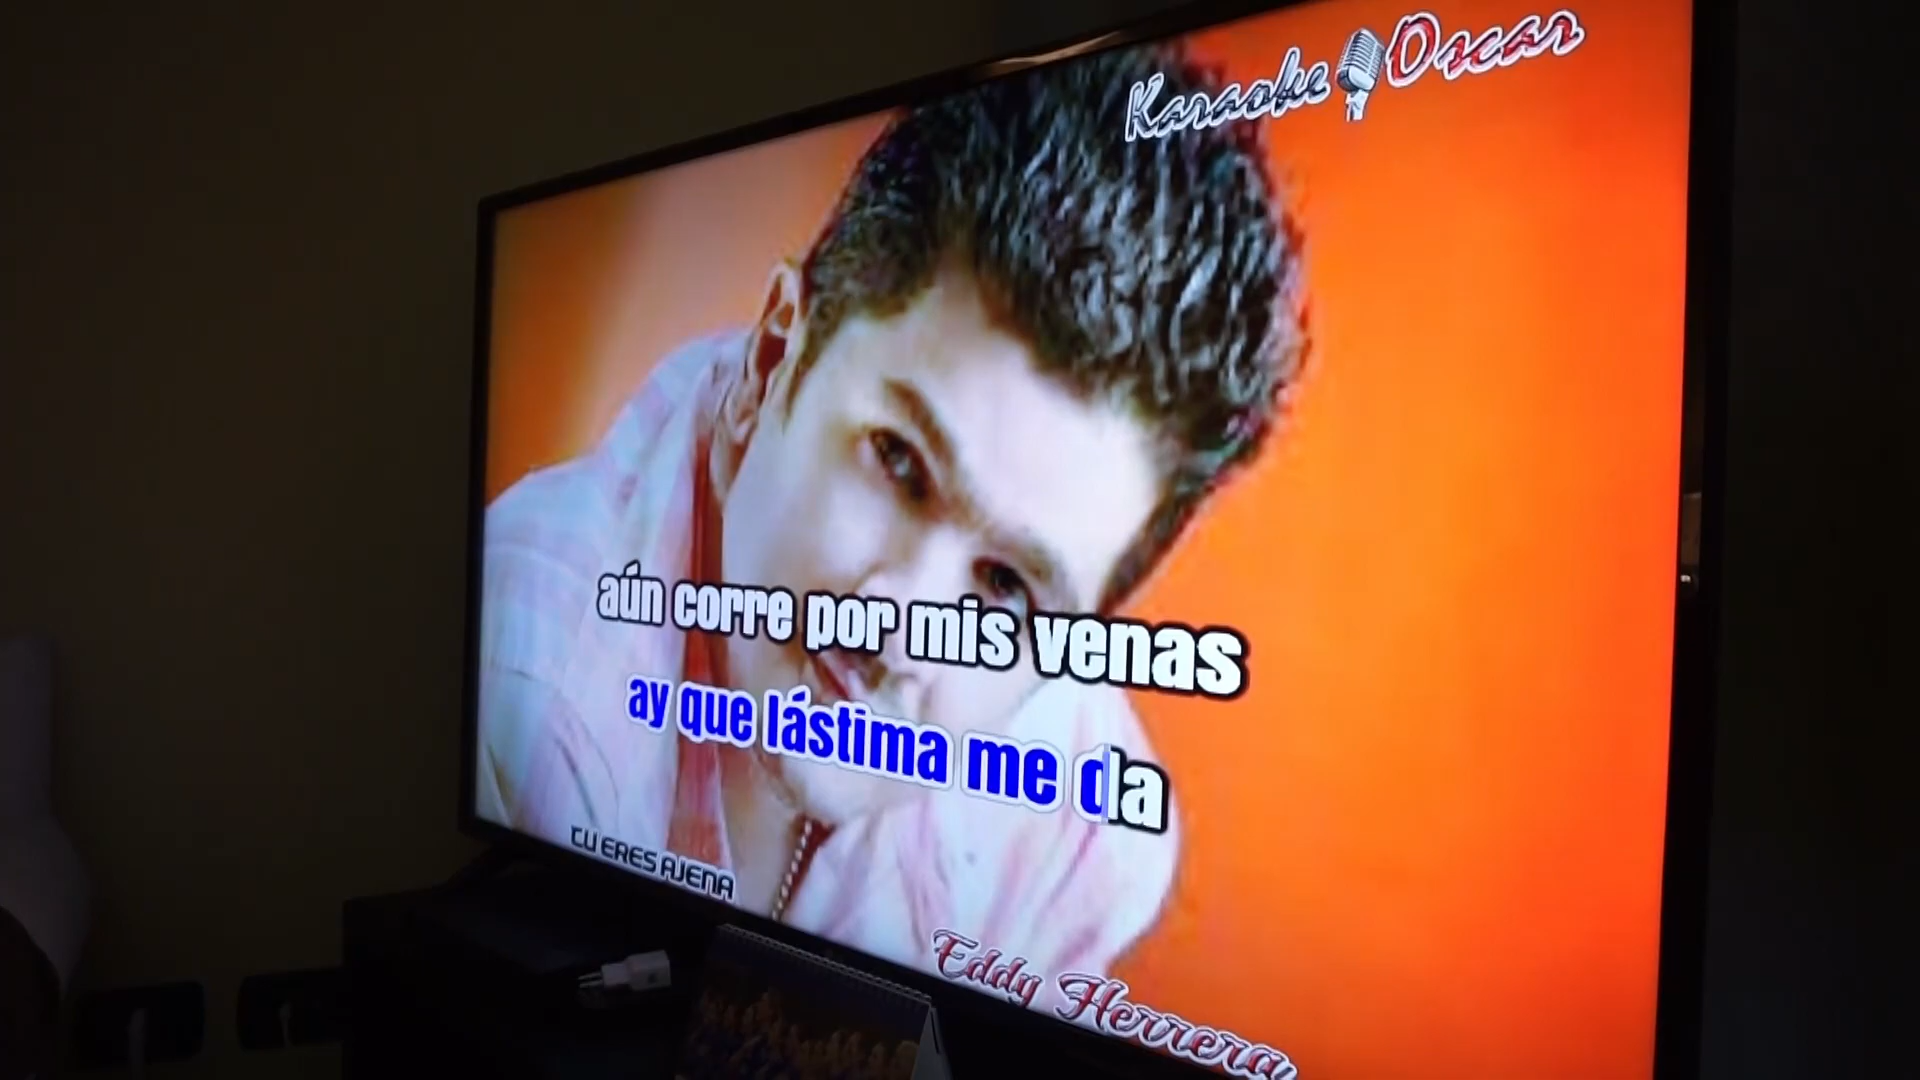 Karaoke Oscar
aún corre por mis venas
ay que lástima me da
TU ERES AJENA
Eddy Herrera